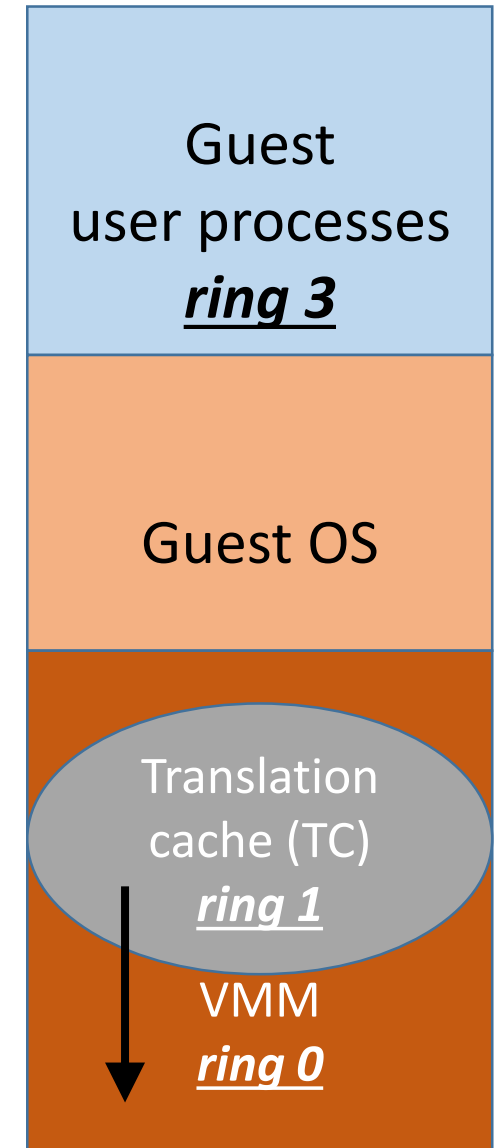 Guest
user processes
ring 3
Guest OS
Translation
cache (TC)
ring 1
VMM
ring 0